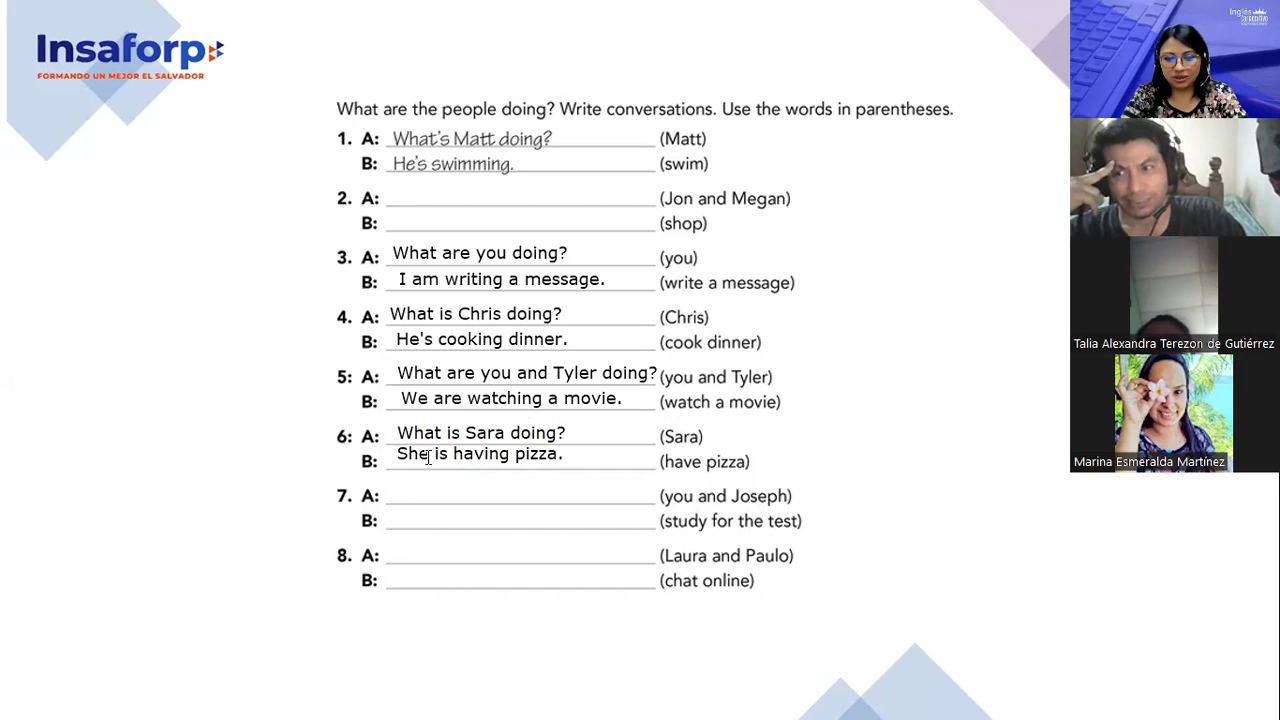 Insaforp
FORMANDO UN MEJOR EL SALVADOR
What are the people doing? Write conversations. Use the words in parentheses.
1. A: What's Matt doing? (Matt)
B: He's swimming. (swim)
2. A: (Jon and Megan)
B: (shop)
3. A: What are you doing? (you)
B: I am writing a message. (write a message)
4. A: What is Chris doing? (Chris)
B: He's cooking dinner. (cook dinner)
5: A: What are you and Tyler doing? (you and Tyler)
B: We are watching a movie. (watch a movie)
6: A: What is Sara doing? (Sara)
B: She is having pizza. (have pizza)
7. A: (you and Joseph)
B: (study for the test)
8. A: (Laura and Paulo)
B: (chat online)
Talia Alexandra Terezon de Gutiérrez
Marina Esmeralda Martínez